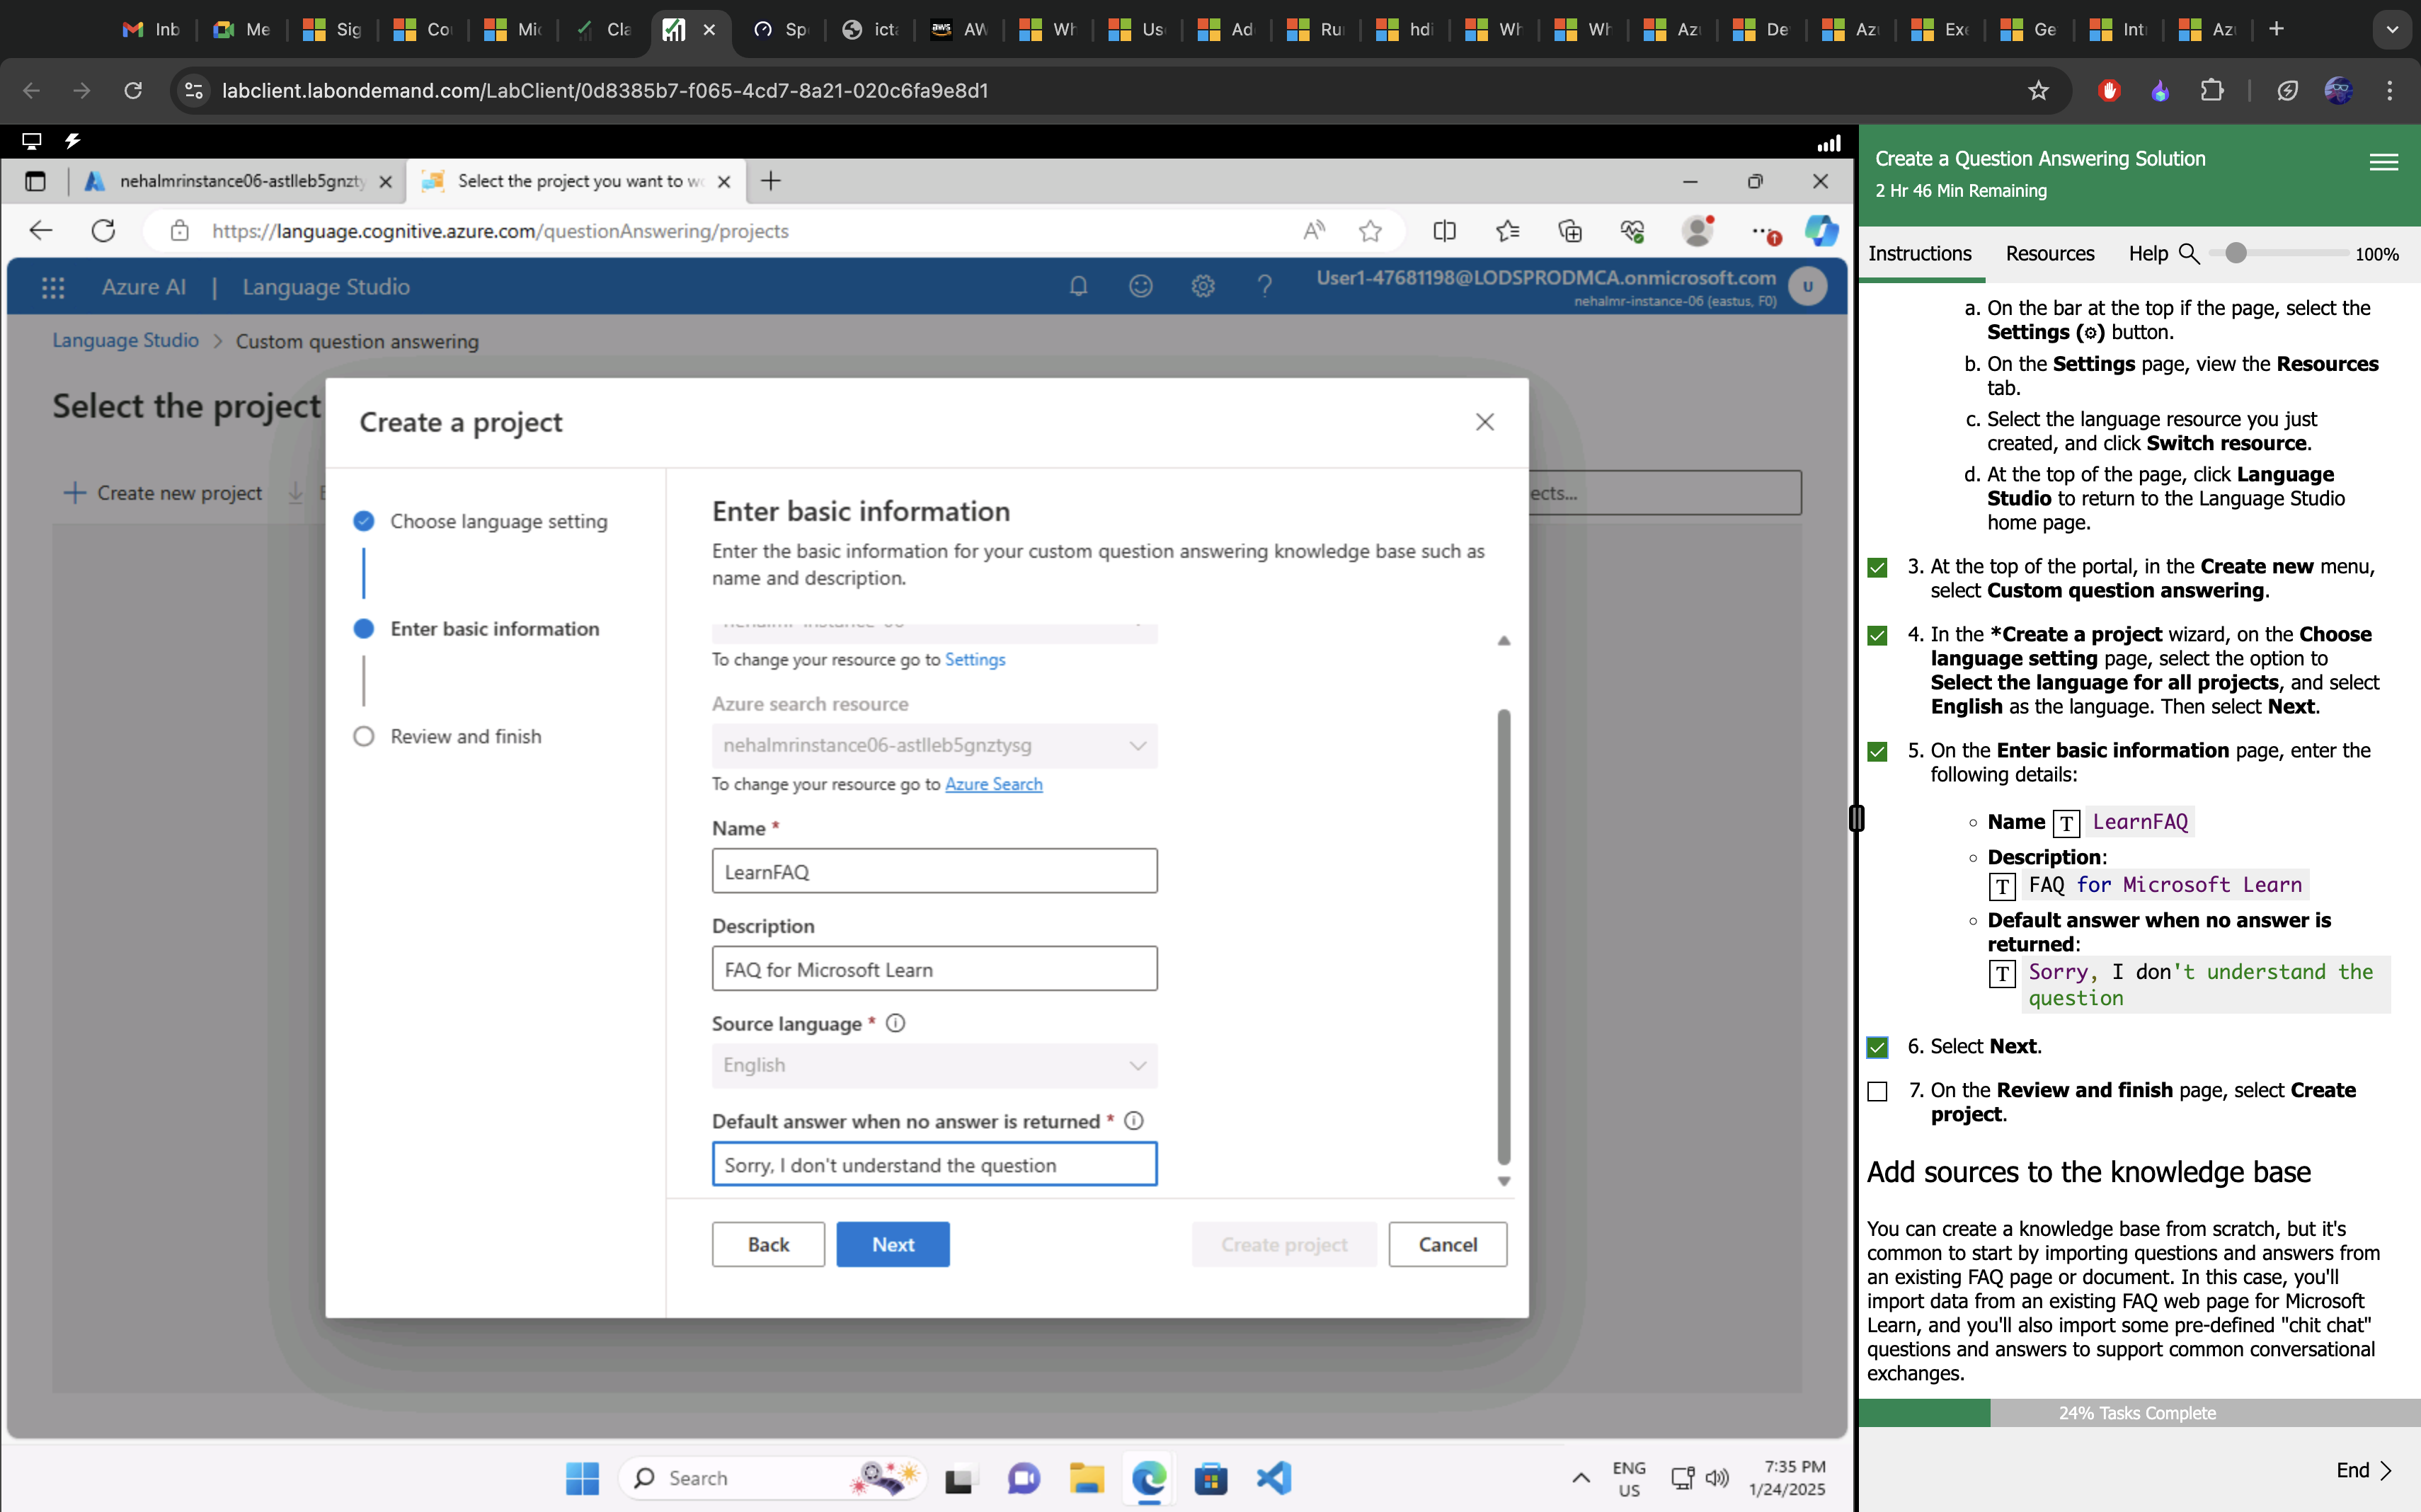 Inb
Me
Sig
Co
Mic
Cla
Sp
icta
aws
AW
Wh
Us
Ad
Ru
hdi
Wh
Wh
Az
De
Az
Exe
Ge
Int
Az
labclient.labondemand.com/LabClient/0d8385b7-f065-4cd7-8a21-020c6fa9e8d1
nehalmrinstance06-astlleb5gnzty
Select the project you want to wo
https://language.cognitive.azure.com/questionAnswering/projects
Azure AI | Language Studio
User1-47681198@LODSPRODMCA.onmicrosoft.com
nehalmr-instance-06 (eastus, F0)
U
Language Studio > Custom question answering
Select the project
Create new project
ects...
Create a project
Choose language setting
Enter basic information
Review and finish
Enter basic information
Enter the basic information for your custom question answering knowledge base such as
name and description.
To change your resource go to Settings
Azure search resource
nehalmrinstance06-astlleb5gnztysg
To change your resource go to Azure Search
Name *
LearnFAQ
Description
FAQ for Microsoft Learn
Source language *
English
Default answer when no answer is returned *
Sorry, I don't understand the question
Back
Next
Create project
Cancel
Search
ENG
US
7:35 PM
1/24/2025
Create a Question Answering Solution
2 Hr 46 Min Remaining
Instructions
Resources
Help
100%
a. On the bar at the top if the page, select the
Settings (⚙) button.
b. On the Settings page, view the Resources
tab.
c. Select the language resource you just
created, and click Switch resource.
d. At the top of the page, click Language
Studio to return to the Language Studio
home page.
3. At the top of the portal, in the Create new menu,
select Custom question answering.
4. In the *Create a project wizard, on the Choose
language setting page, select the option to
Select the language for all projects, and select
English as the language. Then select Next.
5. On the Enter basic information page, enter the
following details:
Name T LearnFAQ
Description:
T FAQ for Microsoft Learn
Default answer when no answer is
returned:
T Sorry, I don't understand the
question
6. Select Next.
7. On the Review and finish page, select Create
project.
Add sources to the knowledge base
You can create a knowledge base from scratch, but it's
common to start by importing questions and answers from
an existing FAQ page or document. In this case, you'll
import data from an existing FAQ web page for Microsoft
Learn, and you'll also import some pre-defined "chit chat"
questions and answers to support common conversational
exchanges.
24% Tasks Complete
End